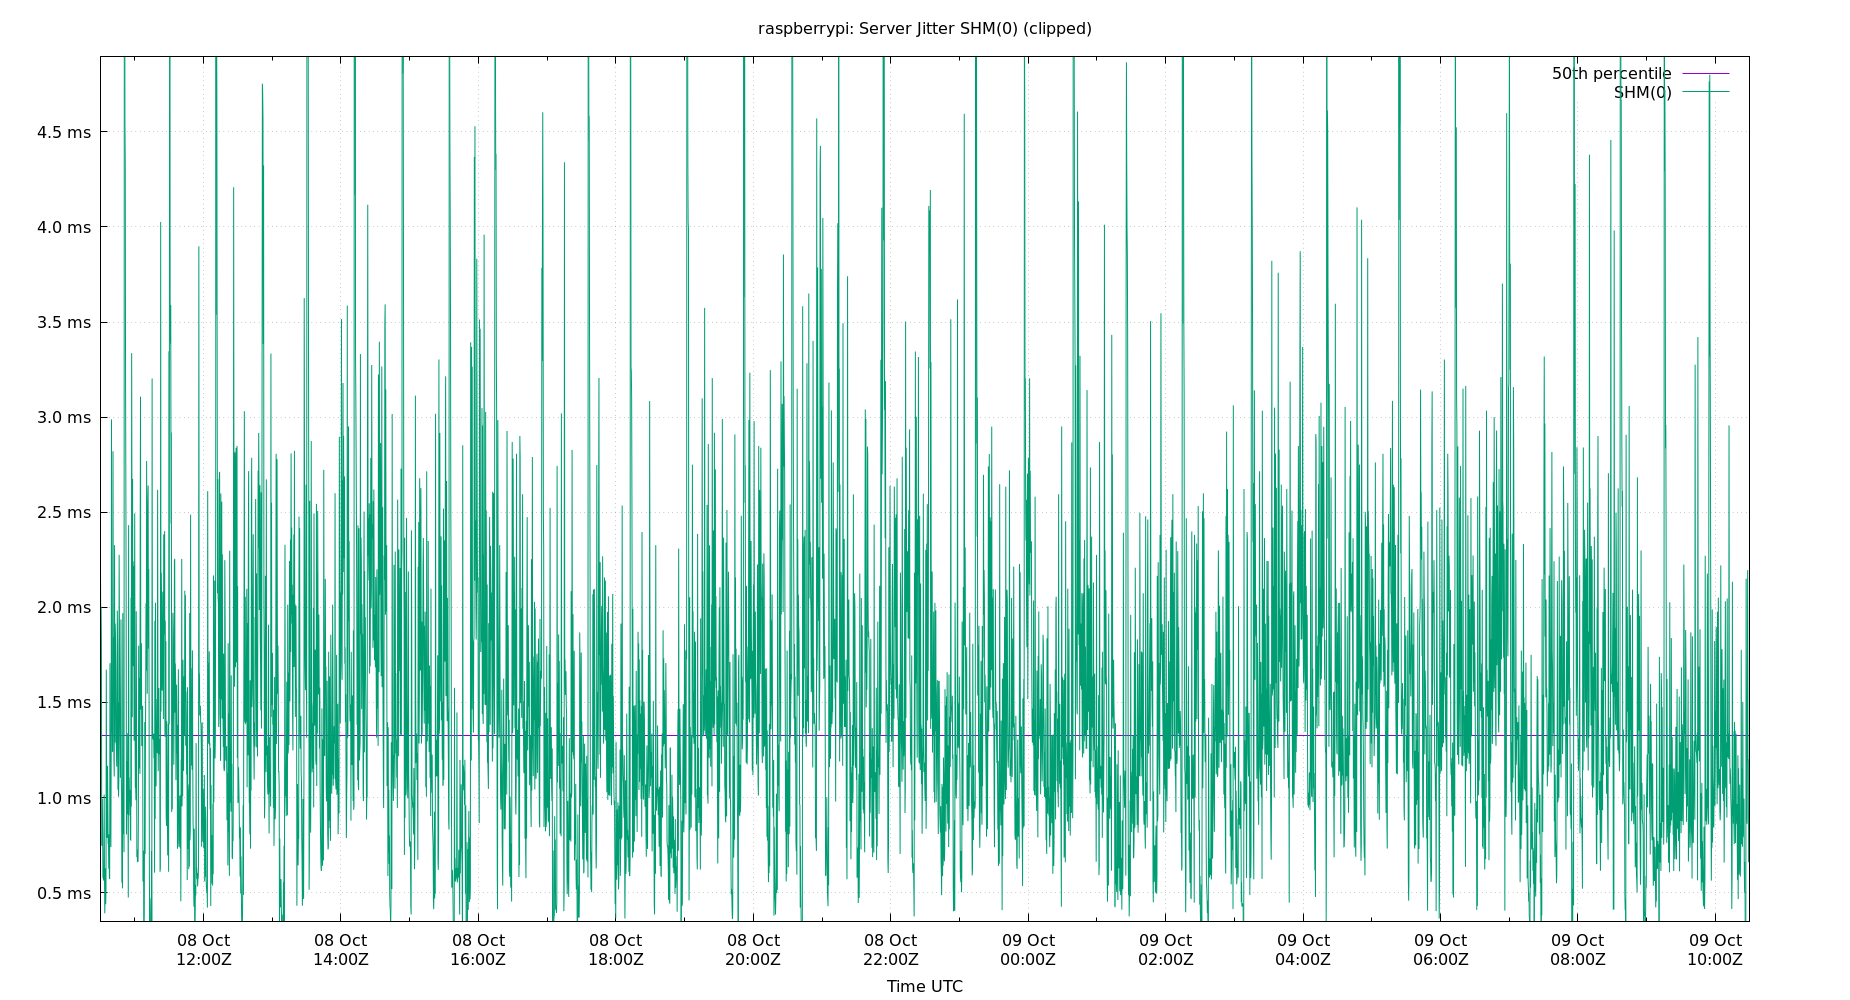 raspberrypi: Server Jitter SHM(0) (clipped)
50th percentile
SHM(0)
4.5 ms
4.0 ms
3.5 ms
3.0 ms
2.5 ms
2.0 ms
1.5 ms
1.0 ms
0.5 ms
08 Oct 08 Oct 08 Oct 08 Oct 08 Oct 08 Oct 09 Oct 09 Oct 09 Oct 09 Oct 09 Oct 09 Oct
12:00Z 14:00Z 16:00Z 18:00Z 20:00Z 22:00Z 00:00Z 02:00Z 04:00Z 06:00Z 08:00Z 10:00Z
Time UTC